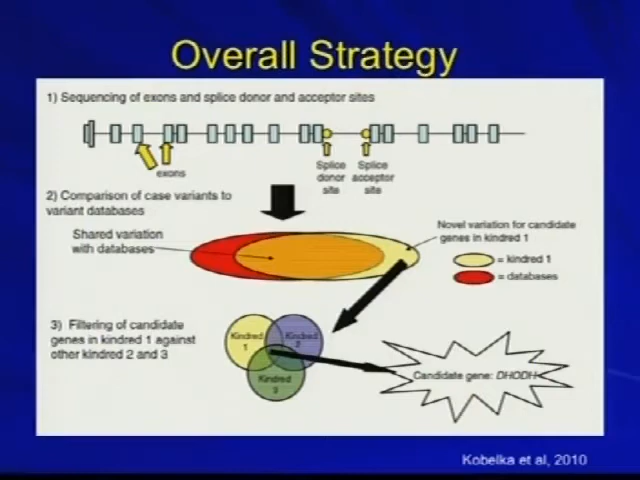 Overall Strategy
1) Sequencing of exons and splice donor and acceptor sites
exons
Splice
donor
site
Splice
acceptor
site
2) Comparison of case variants to
variant databases
Shared variation
with databases
Novel variation for candidate
genes in kindred 1
= kindred 1
= databases
3) Filtering of candidate
genes in kindred 1 against
other kindred 2 and 3
Kindred
1
Kindred
2
Kindred
3
Candidate gene: DHODH
Kobelka et al, 2010